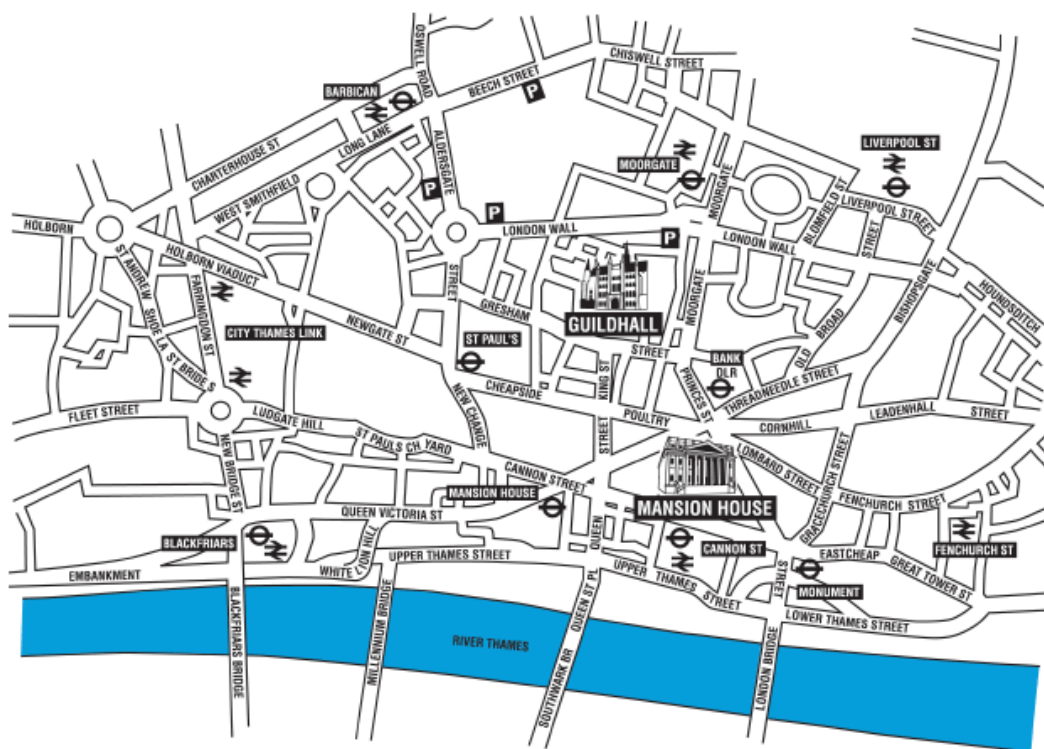 OSWELL ROAD
CHISWELL STREET
BEECH STREET
BARBICAN
P
LONG LANE
ALDERSGATE
CHARTERHOUSE ST
WEST SMITHFIELD
P
P
P
MOORGATE
MOORGATE
LIVERPOOL ST
LIVERPOOL STREET
BLOMFIELD ST
STREET
HOLBORN
HOLBORN VIADUCT
LONDON WALL
LONDON WALL
ST ANDREW
SHOE LA
ST BRIDE S
FARRINGDON ST
CITY THAMES LINK
NEWGATE ST
STREET
GRESHAM
STREET
GUILDHALL
MOORGATE
BISHOPSGATE
HOUNDSDITCH
ST PAUL'S
BANK
DLR
OLD
BROAD
THREADNEEDLE STREET
PRINCES ST
KING ST
STREET
CHEAPSIDE
POULTRY
NEW CHANGE
CORNHILL
LEADENHALL
STREET
FLEET STREET
LUDGATE HILL
ST PAULS CH YARD
CANNON STREET
LOMBARD STREET
GRACECHURCH STREET
FENCHURCH STREET
NEW BRIDGE ST
MANSION HOUSE
MANSION HOUSE
QUEEN VICTORIA ST
QUEEN
BLACKFRIARS
CANNON ST
FENCHURCH ST
EASTCHEAP
GREAT TOWER ST
UPPER THAMES STREET
WHITE LION HILL
EMBANKMENT
UPPER THAMES STREET
STREET
MONUMENT
LOWER THAMES STREET
BLACKFRIARS BRIDGE
MILLENNIUM BRIDGE
QUEEN ST PL
SOUTHWARK BR
LONDON BRIDGE
RIVER THAMES